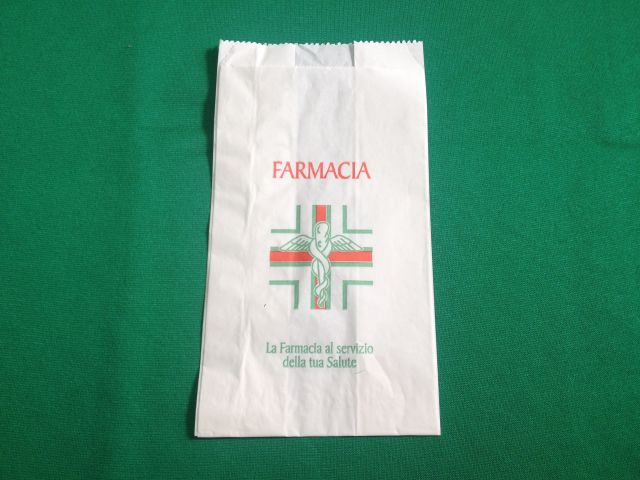 FARMACIA
La Farmacia al servizio
della tua Salute